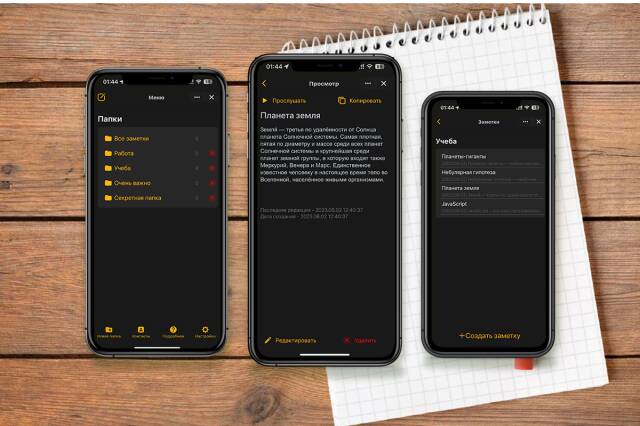 01:44
Меню
Папки
Все заметки
Работа
Учеба
Очень важно
Секретная папка
Новая папка
Контакты
Подробнее
Настройки
01:44
Просмотр
Прослушать
Копировать
Планета земля
Земля́ — третья по удалённости от Солнца
планета Солнечной системы. Самая плотная,
пятая по диаметру и массе среди всех планет
Солнечной системы и крупнейшая среди
планет земной группы, в которую входят также
Меркурий, Венера и Марс. Единственное
известное человеку в настоящее время тело во
Вселенной, населённое живыми организмами.
Последняя редакция - 2023.06.02 12:40:37
Дата создания - 2023.06.02 12:40:37
Редактировать
Удалить
01:44
Заметки
Учеба
Планеты-гиганты
Небулярная гипотеза
Планета земля
JavaScript
+Создать заметку